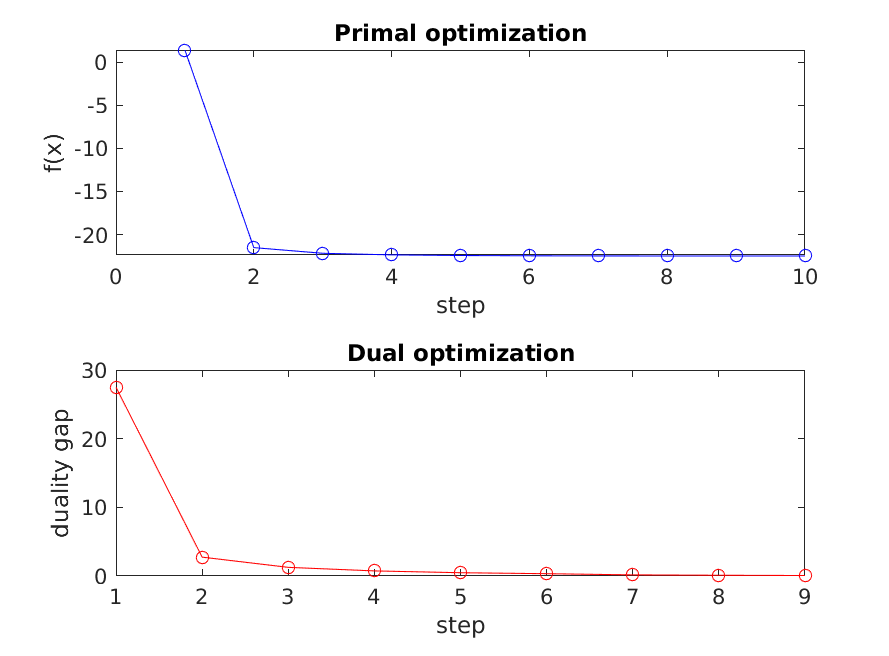 Primal optimization
f(x)
0
-5
-10
-15
-20
0 2 4 6 8 10
step
Dual optimization
duality gap
30
20
10
0
1 2 3 4 5 6 7 8 9
step